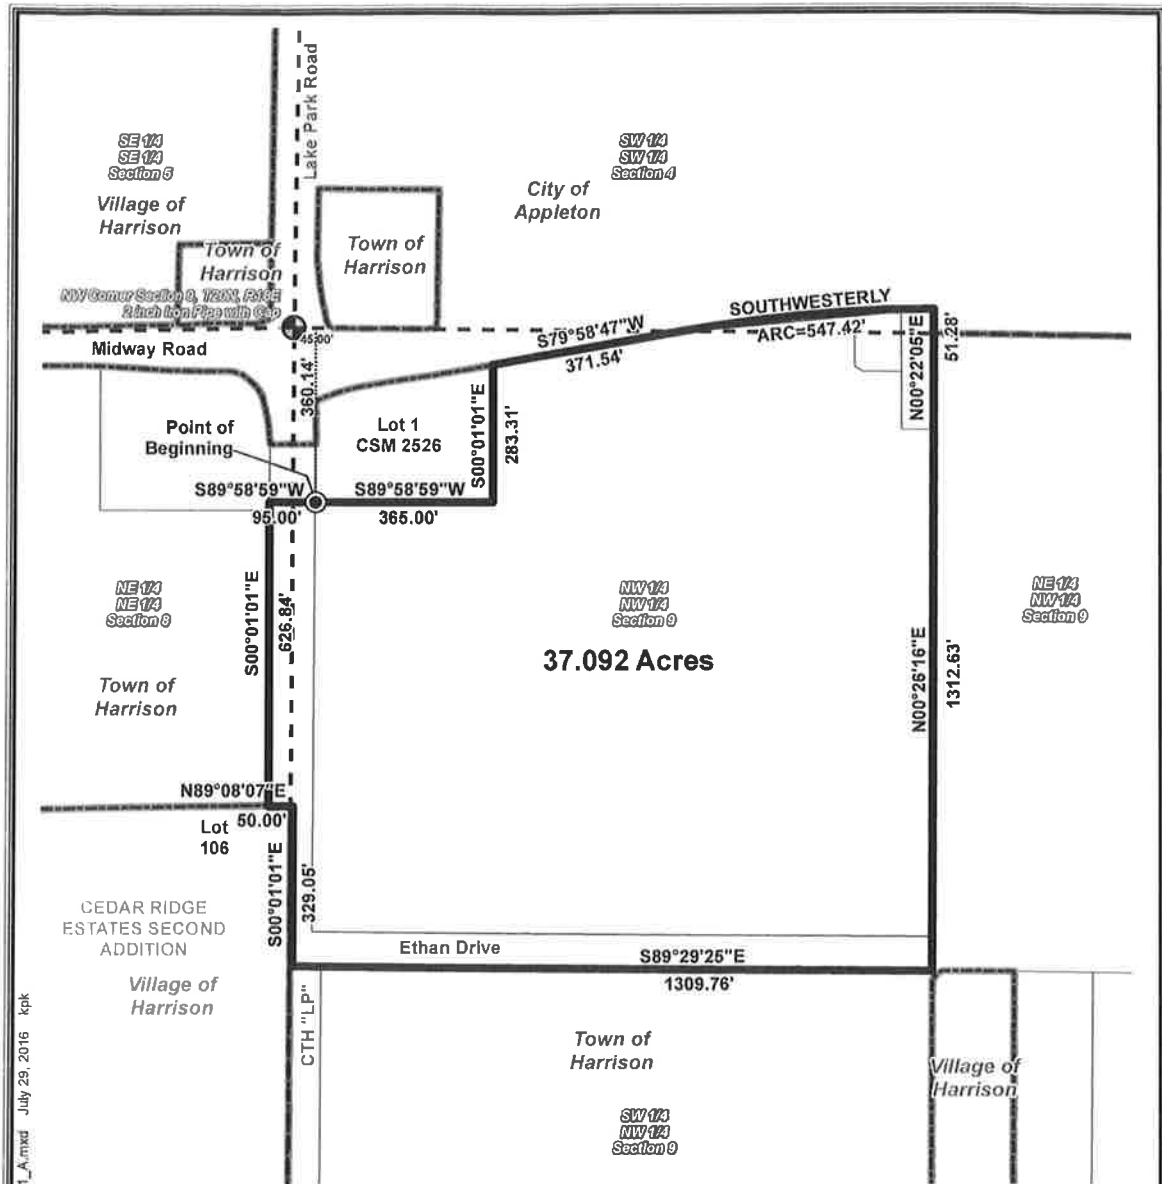 Lake Park Road
SE 1/4
SE 1/4
Section 5
SW 1/4
SW 1/4
Section 4
Village of
Harrison
City of
Appleton
Town of
Harrison
Town of
Harrison
NW Corner Section 9, T20N, R18E
2 inch Iron Pipe with Cap
45.00'
Midway Road
360.14'
S79°58'47"W
371.54'
SOUTHWESTERLY
ARC=547.42'
N00°22'05"E
51.28'
Point of
Beginning
Lot 1
CSM 2526
S00°01'01"E
283.31'
S89°58'59"W
95.00'
S89°58'59"W
365.00'
NE 1/4
NE 1/4
Section 8
S00°01'01"E
626.84'
NW 1/4
NW 1/4
Section 9
NE 1/4
NW 1/4
Section 9
37.092 Acres
N00°26'16"E
1312.63'
Town of
Harrison
N89°08'07"E
50.00'
Lot
106
S00°01'01"E
329.05'
CEDAR RIDGE
ESTATES SECOND
ADDITION
Village of
Harrison
Ethan Drive
S89°29'25"E
1309.76'
CTH "LP"
Town of
Harrison
Village of
Harrison
SW 1/4
NW 1/4
Section 9
1_A.mxd July 29, 2016 kpk